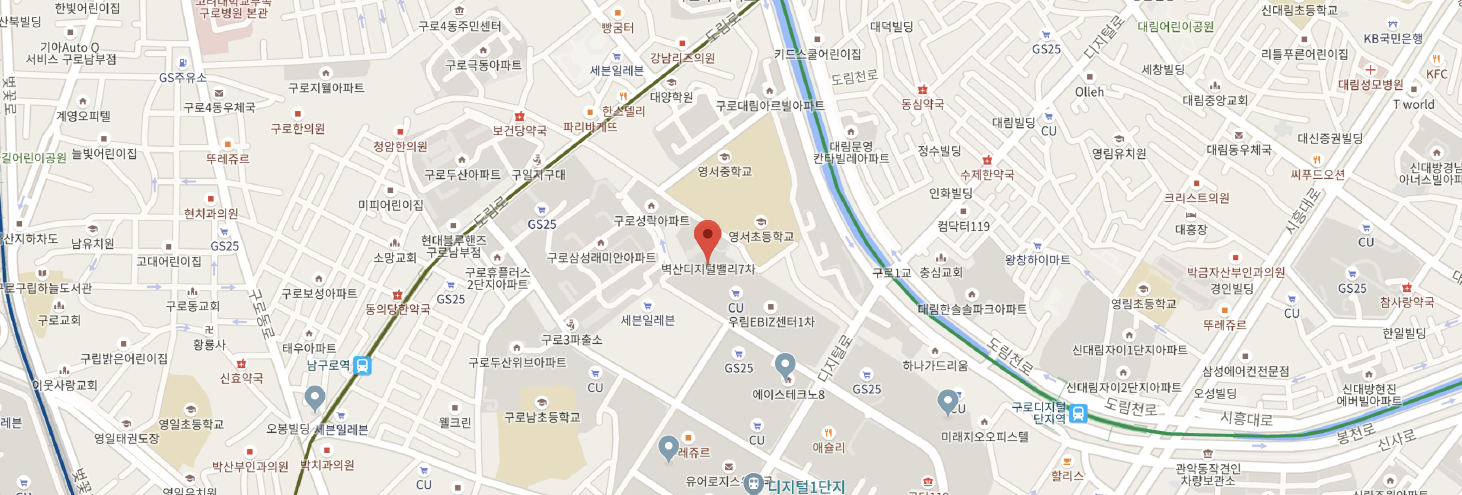 한빛어린이집
고려대학교부속
구로병원 본관
구로4동주민센터
빵굼터
도림로
대덕빌딩
GS25
디지털로
대림어린이공원
신대림초등학교
KB국민은행
기아Auto Q
서비스 구로남부점
GS주유소
구로지웰아파트
구로극동아파트
강남리즈의원
세븐일레븐
키드스쿨어린이집
도림천로
세창빌딩
리틀푸르어린이집
KFC
대림성모병원
T world
계영오피텔
구로4동우체국
구로한의원
대양학원
한스델리
구로대림아르빌아파트
동심약국
Olleh
대림중앙교회
늘빛어린이집
뚜레쥬르
청암한의원
보건당약국
파리바게뜨
대림문영
칸타빌레아파트
정수빌딩
대림빌딩
CU
영림유치원
대림동우체국
대신증권빌딩
구로두산아파트
구일지구대
영서중학교
수제한약국
씨푸드오션
현치과의원
미피어린이집
도림로
GS25
구로성락아파트
인화빌딩
크리스트의원
시흥대로
남유치원
GS25
현대블루핸즈
구로남부점
영서초등학교
컴닥터119
대흥장
CU
고대어린이집
소망교회
구로휴플러스
2단지아파트
구로삼성래미안아파트
벽산디지털밸리7차
구로1교
충심교회
왕창하이마트
박금자산부인과의원
경인빌딩
구로동교회
구로보성아파트
GS25
동의당한약국
세븐일레븐
CU
우림EBIZ센터1차
대림한솔솔파크아파트
영림초등학교
CU
GS25
참사랑약국
구로교회
황룡사
구로동로
태우아파트
구로3파출소
뚜레쥬르
한일빌딩
구립밝은어린이집
남구로역
구로두산위브아파트
GS25
디지털로
하나가드리움
도림천로
신대림자이1단지아파트
이웃사랑교회
신효약국
CU
에이스테크노8
GS25
신대림자이2단지아파트
삼성에어컨전문점
오성빌딩
신대방현진
에버빌아파트
영일초등학교
영일태권도장
오봉빌딩
세븐일레븐
웰크린
구로남초등학교
CU
애슐리
미래지오오피스텔
구로디지털
단지역
도림천로
시흥대로
봉천로
신사로
박산부인과의원
박치과의원
CU
디지털1단지
할리스
관악동작견인
차량보관소
영일유치원
CU